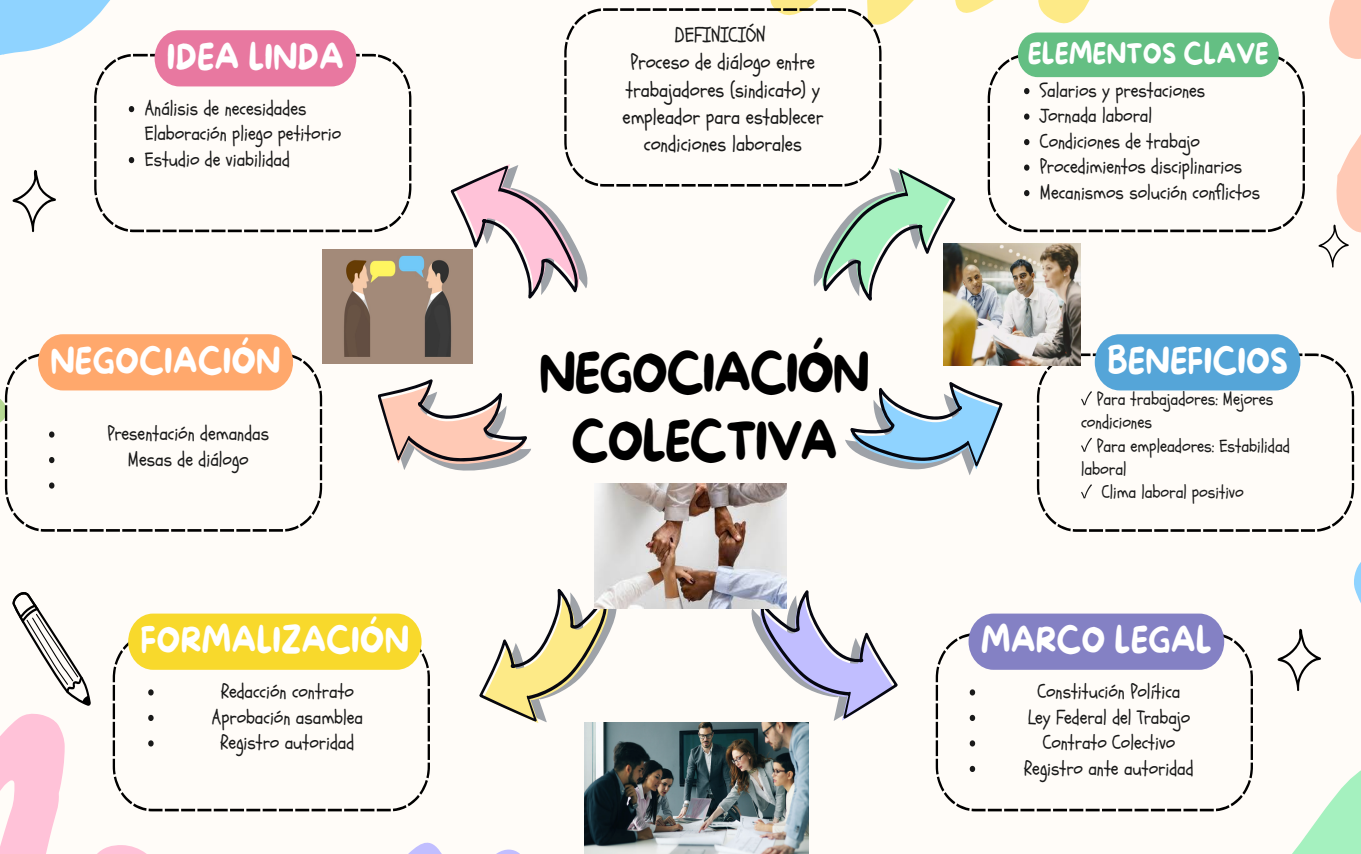 DEFINICIÓN
Proceso de diálogo entre
trabajadores (sindicato) y
empleador para establecer
condiciones laborales
IDEA LINDA
• Análisis de necesidades
Elaboración pliego petitorio
• Estudio de viabilidad
ELEMENTOS CLAVE
• Salarios y prestaciones
• Jornada laboral
• Condiciones de trabajo
• Procedimientos disciplinarios
• Mecanismos solución conflictos
NEGOCIACIÓN
• Presentación demandas
• Mesas de diálogo
•
NEGOCIACIÓN
COLECTIVA
BENEFICIOS
✓ Para trabajadores: Mejores
condiciones
✓ Para empleadores: Estabilidad
laboral
✓ Clima laboral positivo
FORMALIZACIÓN
• Redacción contrato
• Aprobación asamblea
• Registro autoridad
MARCO LEGAL
• Constitución Política
• Ley Federal del Trabajo
• Contrato Colectivo
• Registro ante autoridad